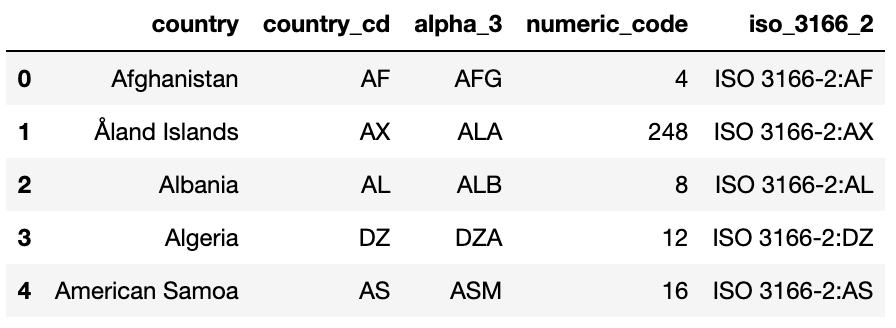 country country_cd alpha_3 numeric_code iso_3166_2
0 Afghanistan AF AFG 4 ISO 3166-2:AF
1 Åland Islands AX ALA 248 ISO 3166-2:AX
2 Albania AL ALB 8 ISO 3166-2:AL
3 Algeria DZ DZA 12 ISO 3166-2:DZ
4 American Samoa AS ASM 16 ISO 3166-2:AS